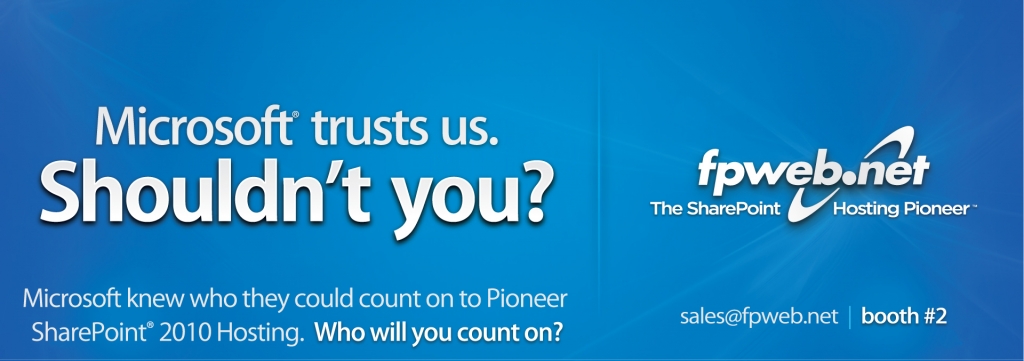 Microsoft® trusts us.
Shouldn't you?
Microsoft knew who they could count on to Pioneer
SharePoint® 2010 Hosting. Who will you count on?
fpweb.net
The SharePoint Hosting Pioneer™
sales@fpweb.net | booth #2